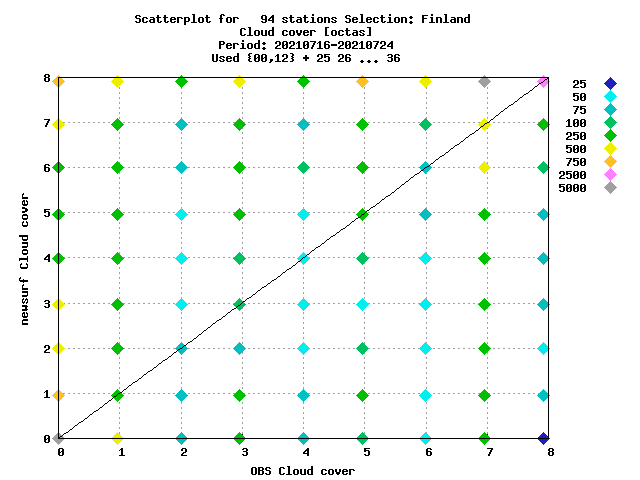 Scatterplot for   94 stations Selection: Finland
Cloud cover [octas]
Period: 20210716-20210724
Used {00,12} + 25 26 ... 36
8
7
6
5
4
3
2
1
0
newsurf Cloud cover
0 1 2 3 4 5 6 7 8
OBS Cloud cover
25
50
75
100
250
500
750
2500
5000